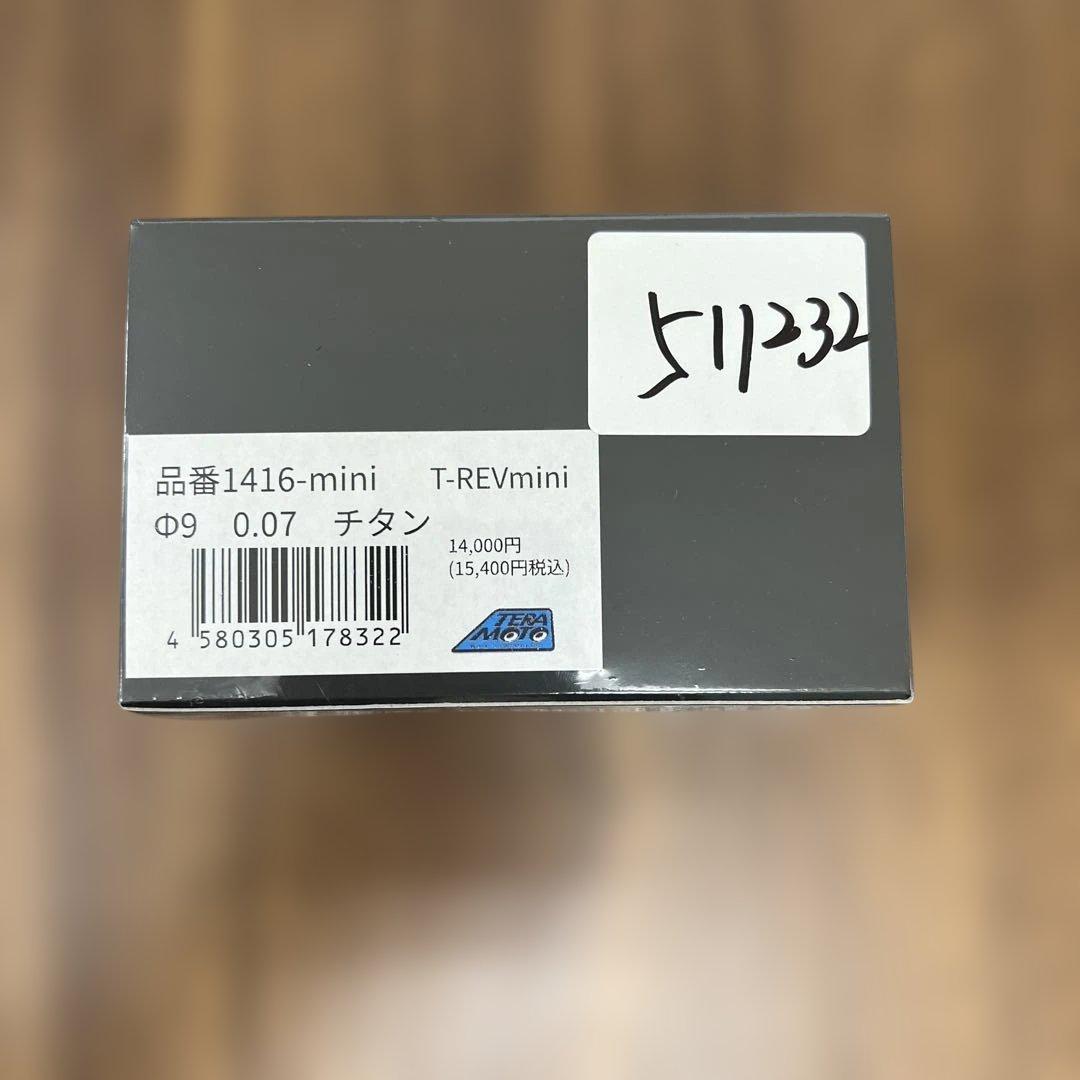 511232
品番1416-mini T-REVmini
Φ9 0.07 チタン
14,000円
(15,400円税込)
4 580305 178322
TERA
MOTO